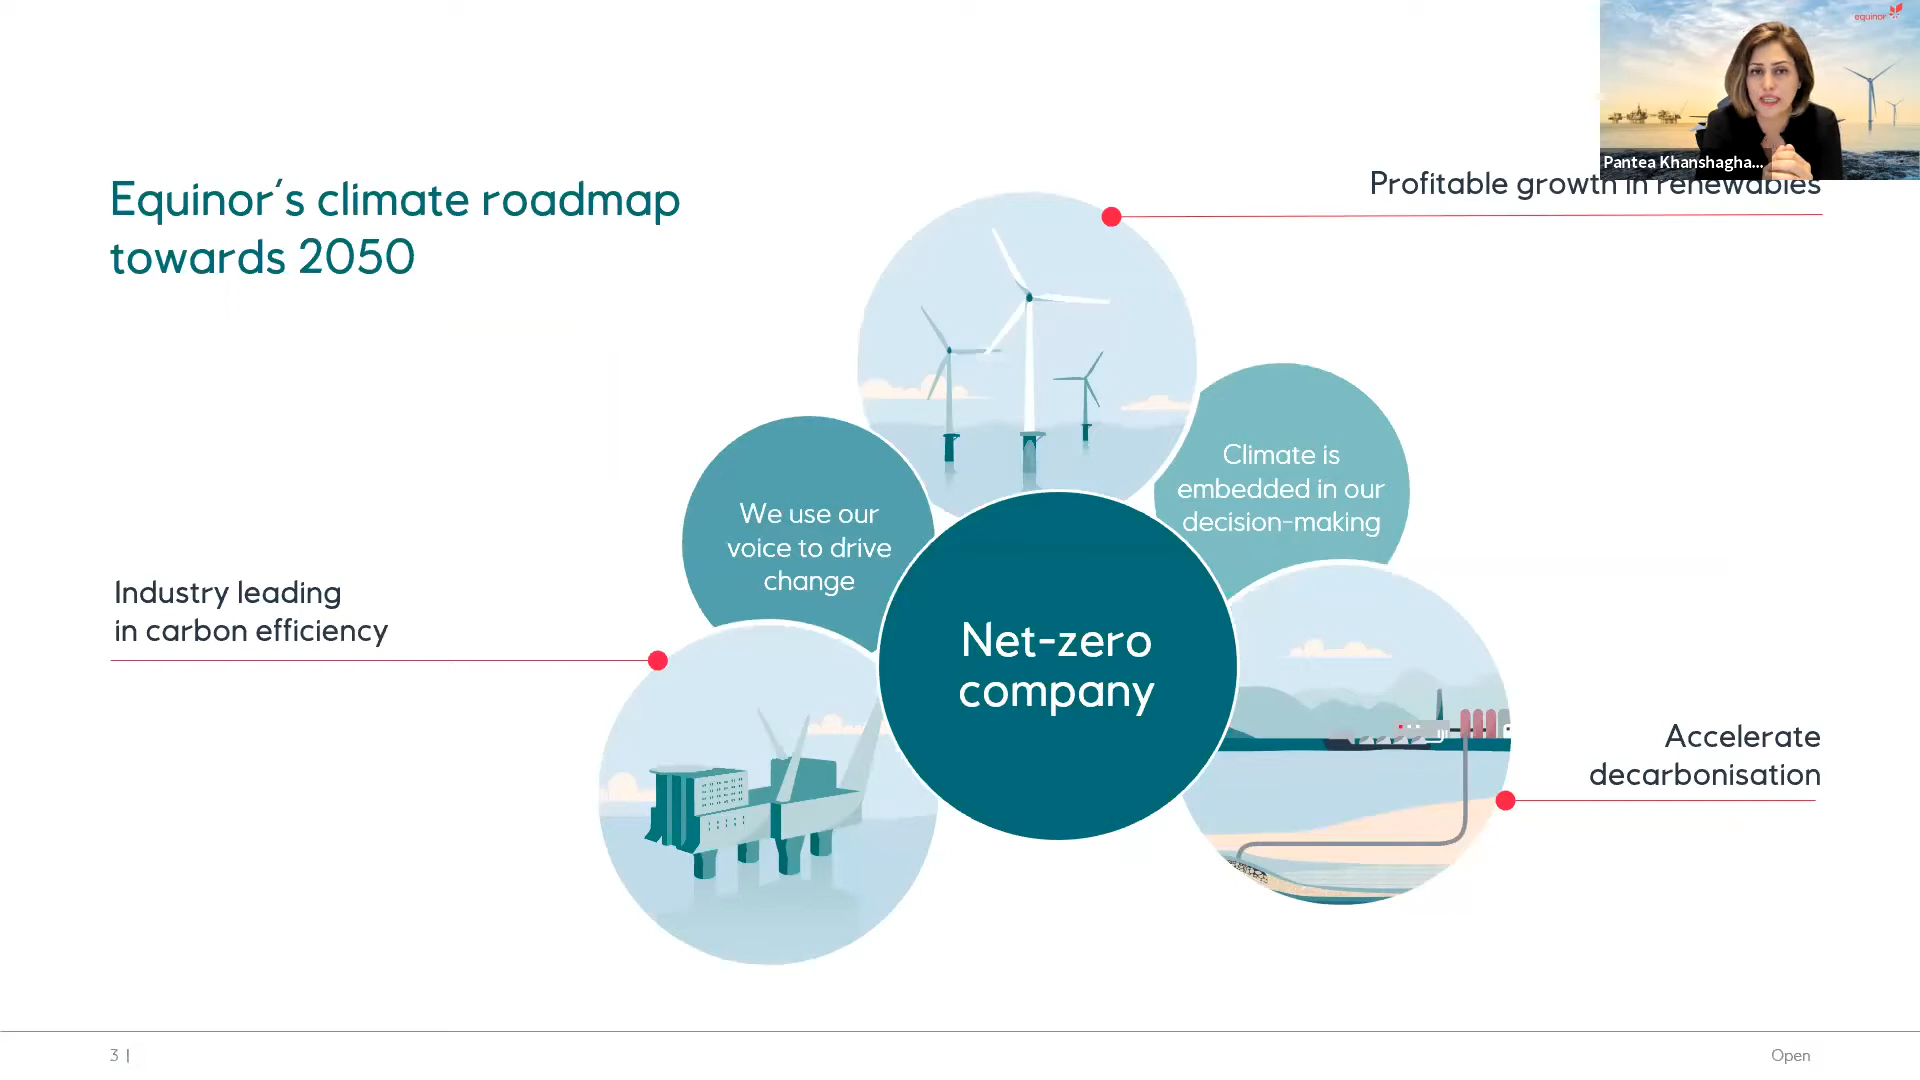 equinor
Pantea Khanshagha...
Equinor's climate roadmap
towards 2050
Profitable growth in renewables
Climate is
embedded in our
decision-making
We use our
voice to drive
change
Industry leading
in carbon efficiency
Net-zero
company
Accelerate
decarbonisation
3 |
Open